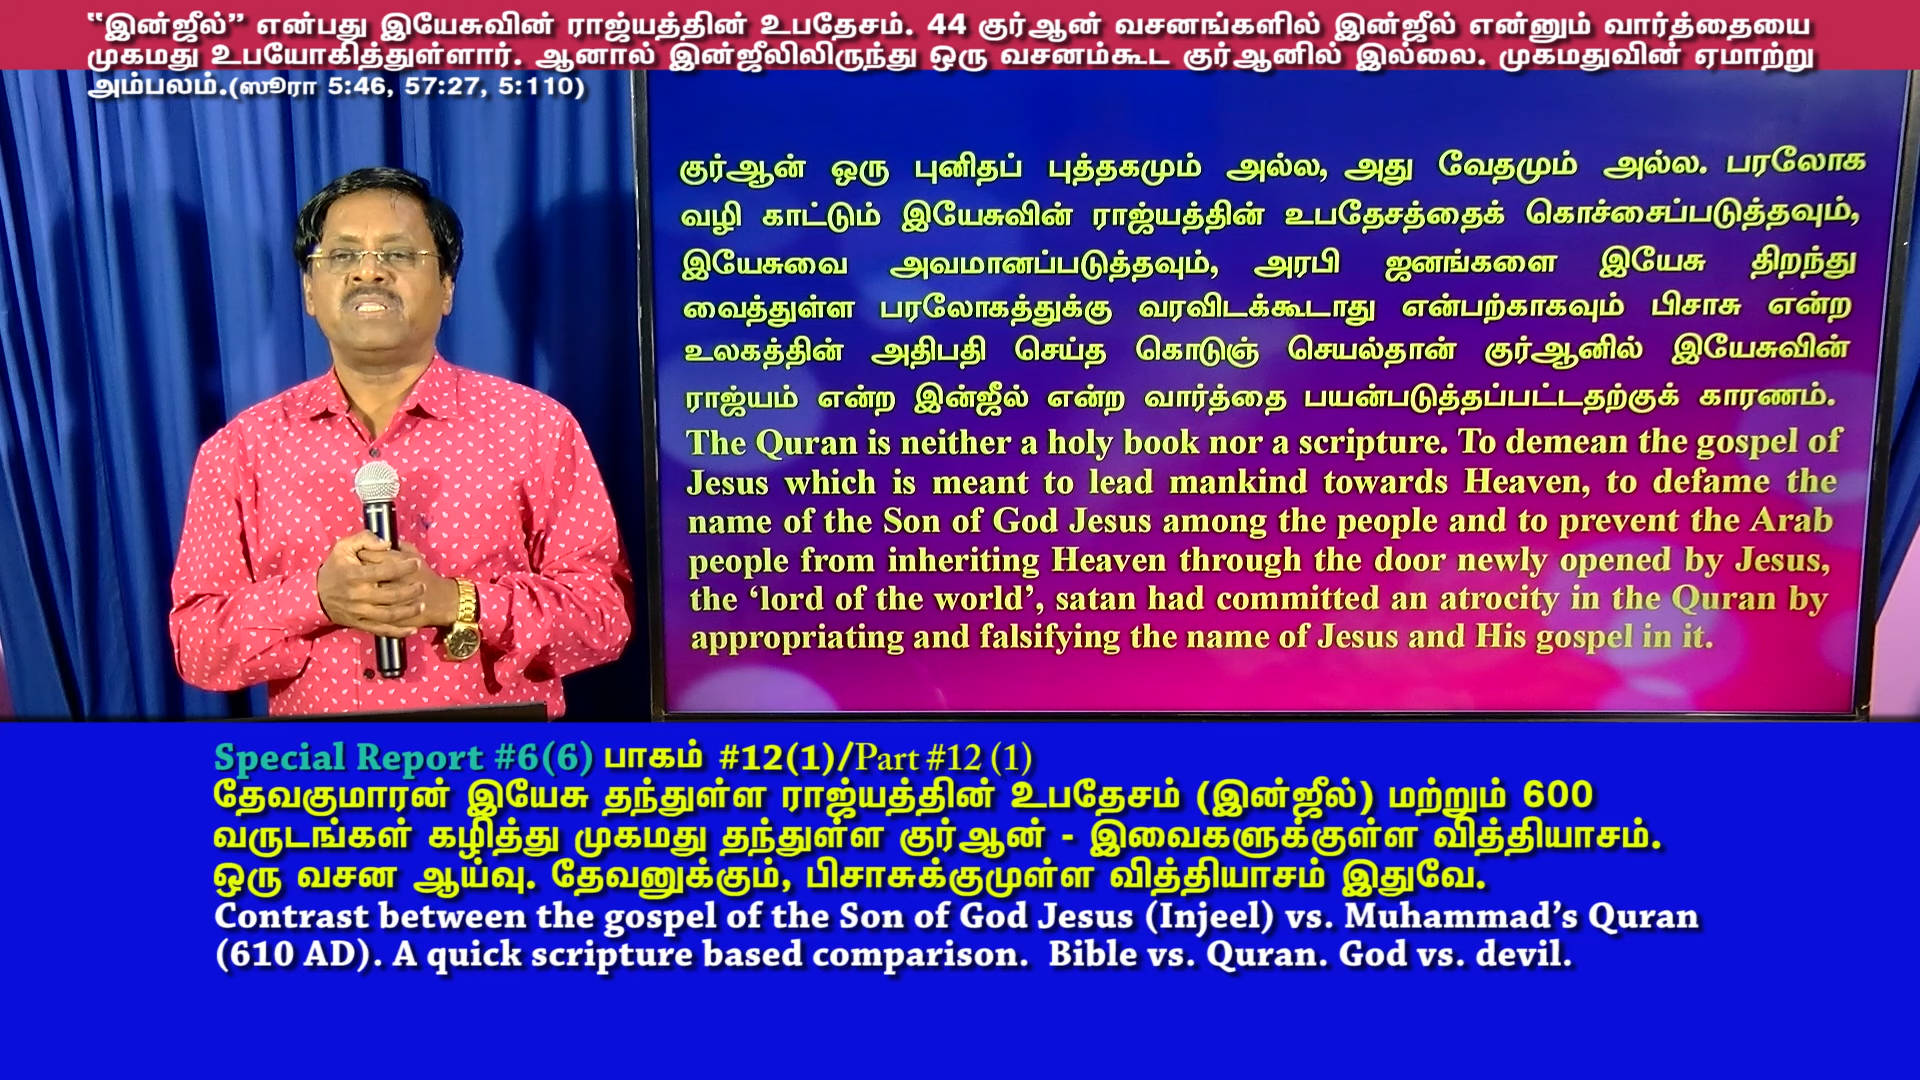 “இன்ஜீல்” என்பது இயேசுவின் ராஜ்யத்தின் உபதேசம். 44 குர்ஆன் வசனங்களில் இன்ஜீல் என்னும் வார்த்தையை
முகமது உபயோகித்துள்ளார். ஆனால் இன்ஜீலிலிருந்து ஒரு வசனம்கூட குர்ஆனில் இல்லை. முகமதுவின் ஏமாற்று
அம்பலம்.(ஸூரா 5:46, 57:27, 5:110)
குர்ஆன் ஒரு புனிதப் புத்தகமும் அல்ல, அது வேதமும் அல்ல. பரலோக
வழி காட்டும் இயேசுவின் ராஜ்யத்தின் உபதேசத்தைக் கொச்சைப்படுத்தவும்,
இயேசுவை அவமானப்படுத்தவும், அரபி ஜனங்களை இயேசு திறந்து
வைத்துள்ள பரலோகத்துக்கு வரவிடக்கூடாது என்பற்காகவும் பிசாசு என்ற
உலகத்தின் அதிபதி செய்த கொடுஞ் செயல்தான் குர்ஆனில் இயேசுவின்
ராஜ்யம் என்ற இன்ஜீல் என்ற வார்த்தை பயன்படுத்தப்பட்டதற்குக் காரணம்.
The Quran is neither a holy book nor a scripture. To demean the gospel of
Jesus which is meant to lead mankind towards Heaven, to defame the
name of the Son of God Jesus among the people and to prevent the Arab
people from inheriting Heaven through the door newly opened by Jesus,
the ‘lord of the world’, satan had committed an atrocity in the Quran by
appropriating and falsifying the name of Jesus and His gospel in it.
Special Report #6(6) பாகம் #12(1)/Part #12 (1)
தேவகுமாரன் இயேசு தந்துள்ள ராஜ்யத்தின் உபதேசம் (இன்ஜீல்) மற்றும் 600
வருடங்கள் கழித்து முகமது தந்துள்ள குர்ஆன் - இவைகளுக்குள்ள வித்தியாசம்.
ஒரு வசன ஆய்வு. தேவனுக்கும், பிசாசுக்குமுள்ள வித்தியாசம் இதுவே.
Contrast between the gospel of the Son of God Jesus (Injeel) vs. Muhammad’s Quran
(610 AD). A quick scripture based comparison.  Bible vs. Quran. God vs. devil.